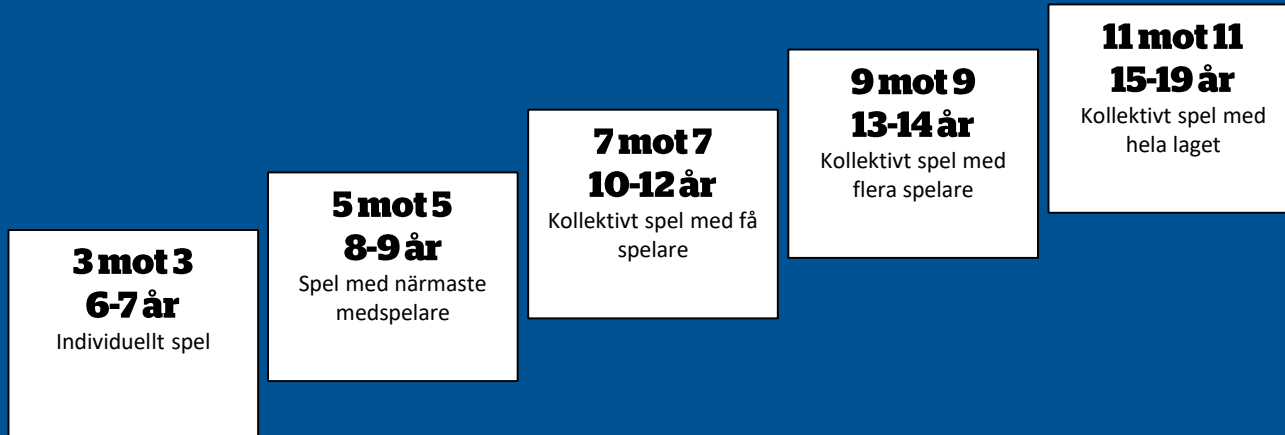 3 mot 3
6-7 år
Individuellt spel
5 mot 5
8-9 år
Spel med närmaste
medspelare
7 mot 7
10-12 år
Kollektivt spel med få
spelare
9 mot 9
13-14 år
Kollektivt spel med
flera spelare
11 mot 11
15-19 år
Kollektivt spel med
hela laget